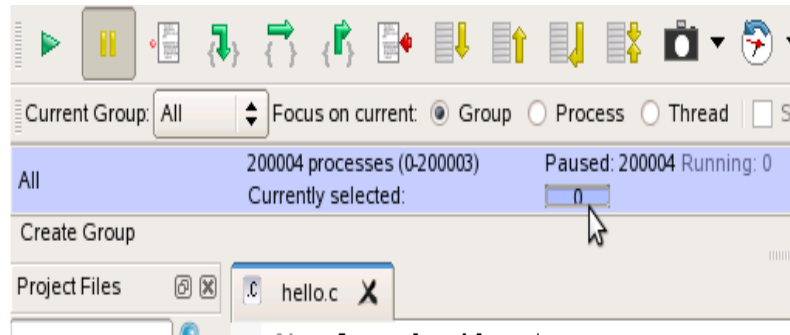 Current Group: All Focus on current: Group Process Thread S
All
200004 processes (0-200003) Paused: 200004 Running: 0
Currently selected: 0
Create Group
Project Files
.C hello.c